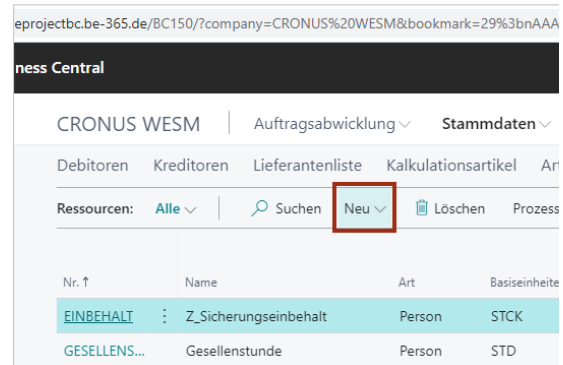 eprojectbc.be-365.de/BC150/?company=CRONUS%20WESM&bookmark=29%3bnAAA
ness Central
CRONUS WESM Auftragsabwicklung Stammdaten
Debitoren Kreditoren Lieferantenliste Kalkulationsartikel Ar
Ressourcen: Alle Suchen Neu Löschen Prozess
Nr. ↑ Name Art Basiseinheite
EINBEHALT Z_Sicherungseinbehalt Person STCK
GESELLENS... Gesellenstunde Person STD